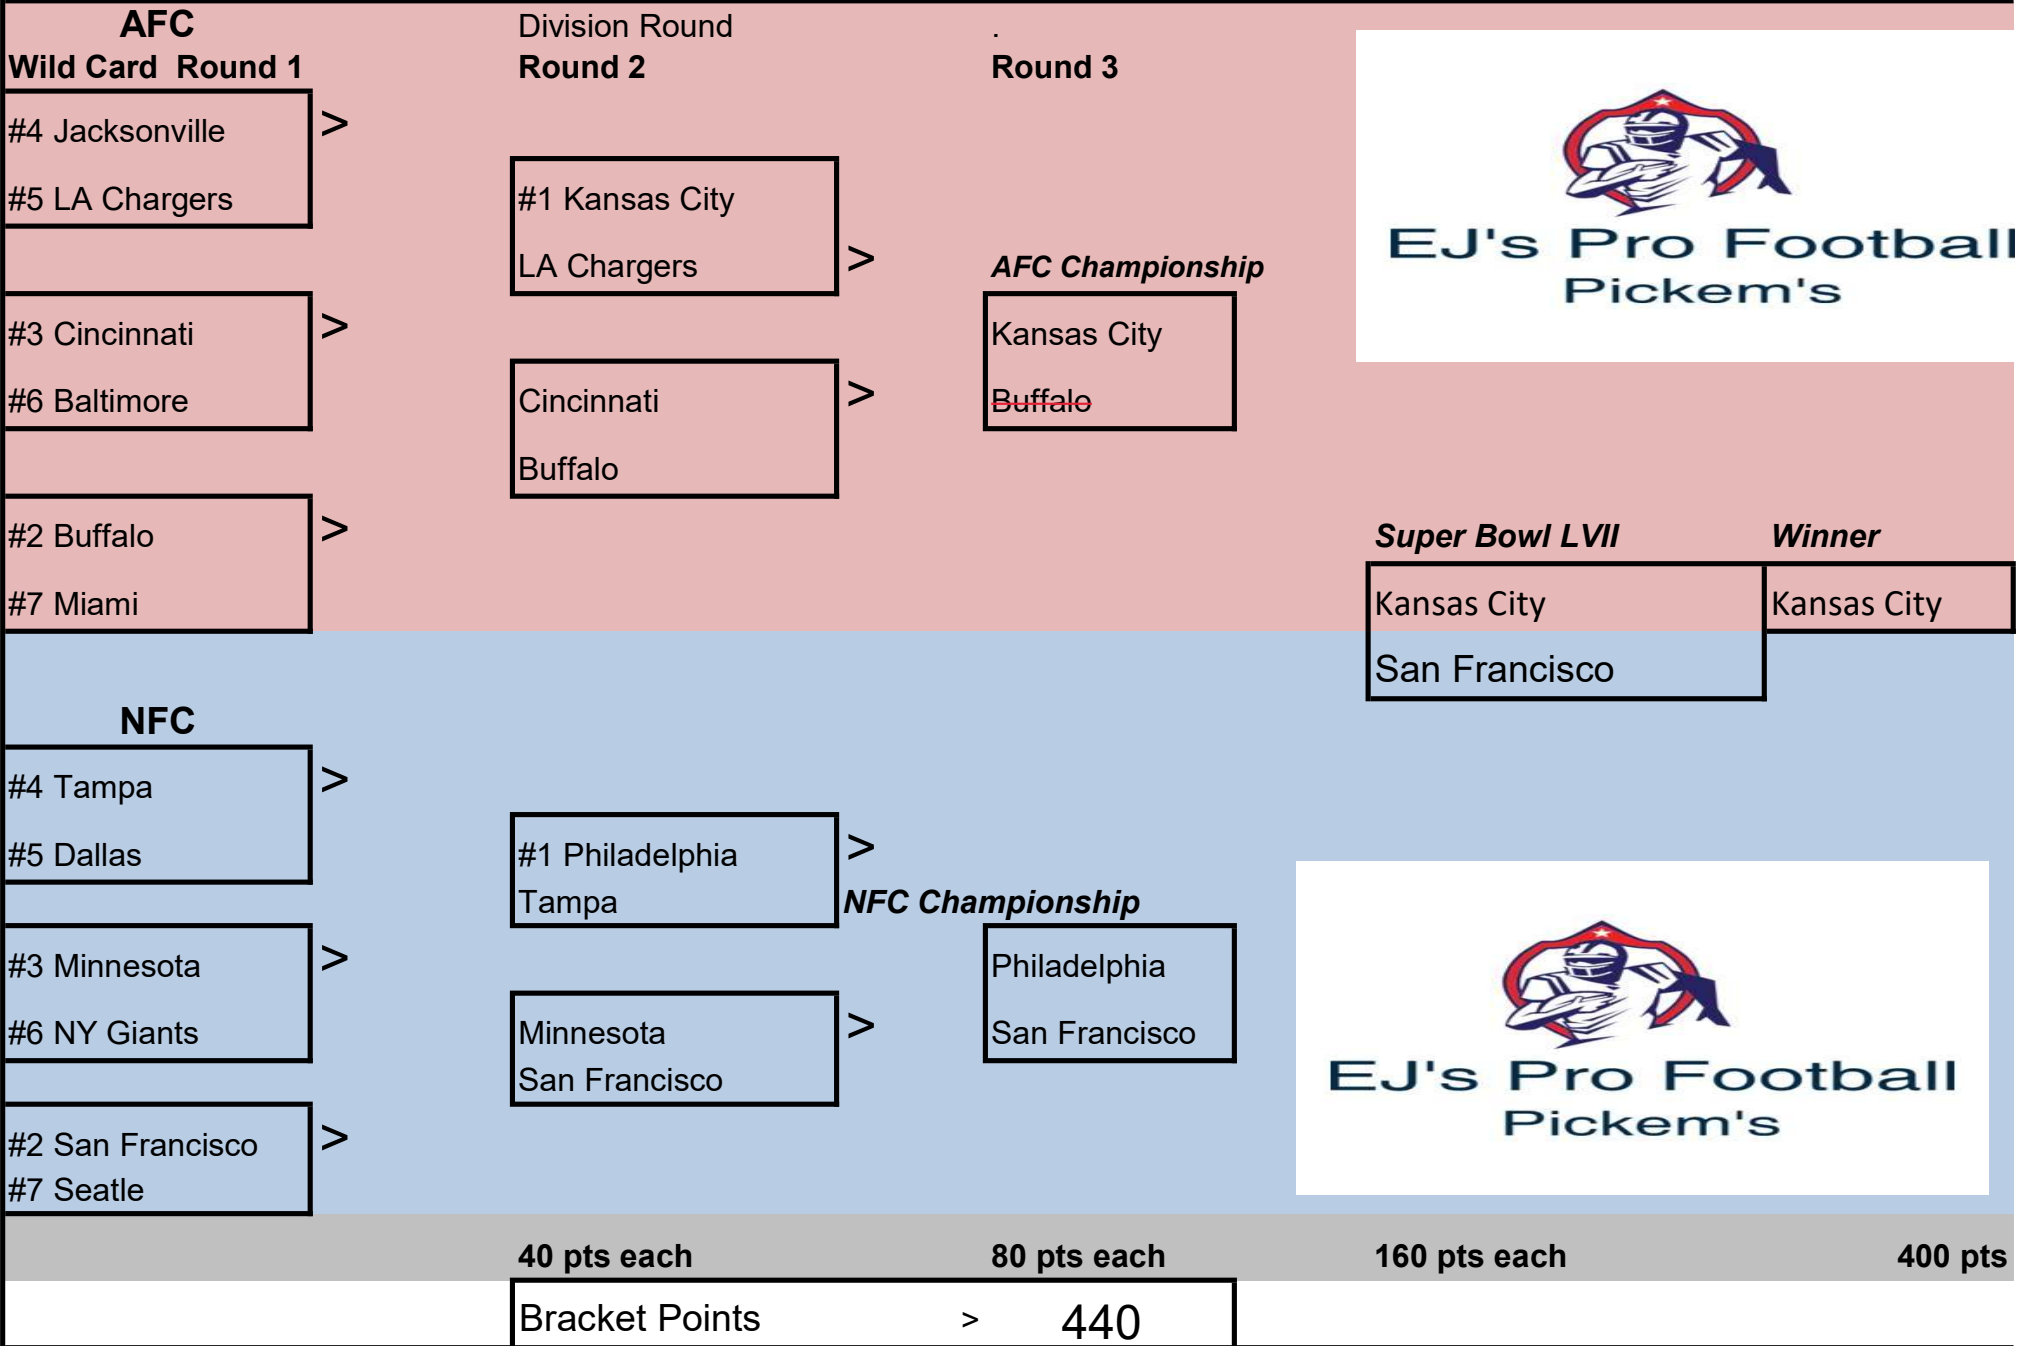 AFC Division Round .
Wild Card Round 1 Round 2 Round 3
#4 Jacksonville >
#5 LA Chargers #1 Kansas City
LA Chargers > AFC Championship
EJ's Pro Football
Pickem's
#3 Cincinnati > Kansas City
#6 Baltimore Cincinnati > Buffalo
Buffalo
#2 Buffalo > Super Bowl LVII Winner
#7 Miami Kansas City Kansas City
San Francisco
NFC
#4 Tampa >
#5 Dallas #1 Philadelphia >
Tampa NFC Championship
#3 Minnesota > Philadelphia
#6 NY Giants Minnesota > San Francisco
San Francisco
EJ's Pro Football
Pickem's
#2 San Francisco >
#7 Seatle
40 pts each 80 pts each 160 pts each 400 pts
Bracket Points > 440